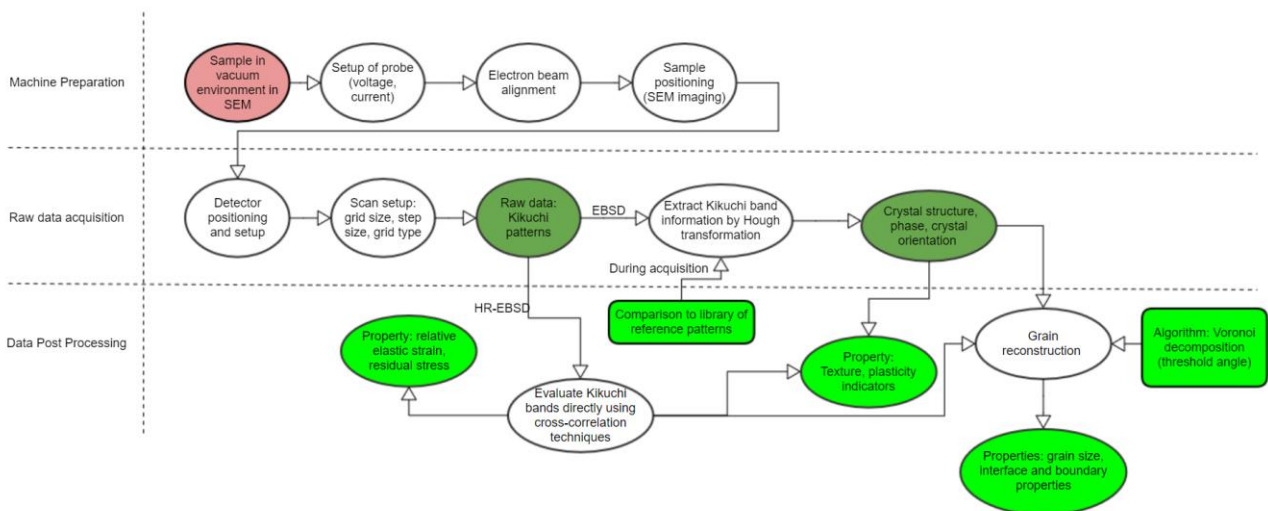 Machine Preparation
Sample in
vacuum
environment in
SEM
Setup of probe
(voltage,
current)
Electron beam
alignment
Sample
positioning
(SEM imaging)
Raw data acquisition
Detector
positioning
and setup
Scan setup:
grid size, step
size, grid type
Raw data:
Kikuchi
patterns
EBSD
Extract Kikuchi band
information by Hough
transformation
Crystal structure,
phase, crystal
orientation
During acquisition
HR-EBSD
Data Post Processing
Property: relative
elastic strain,
residual stress
Comparison to library of
reference patterns
Property:
Texture, plasticity
indicators
Grain
reconstruction
Algorithm: Voronoi
decomposition
(threshold angle)
Evaluate Kikuchi
bands directly using
cross-correlation
techniques
Properties: grain size,
interface and boundary
properties